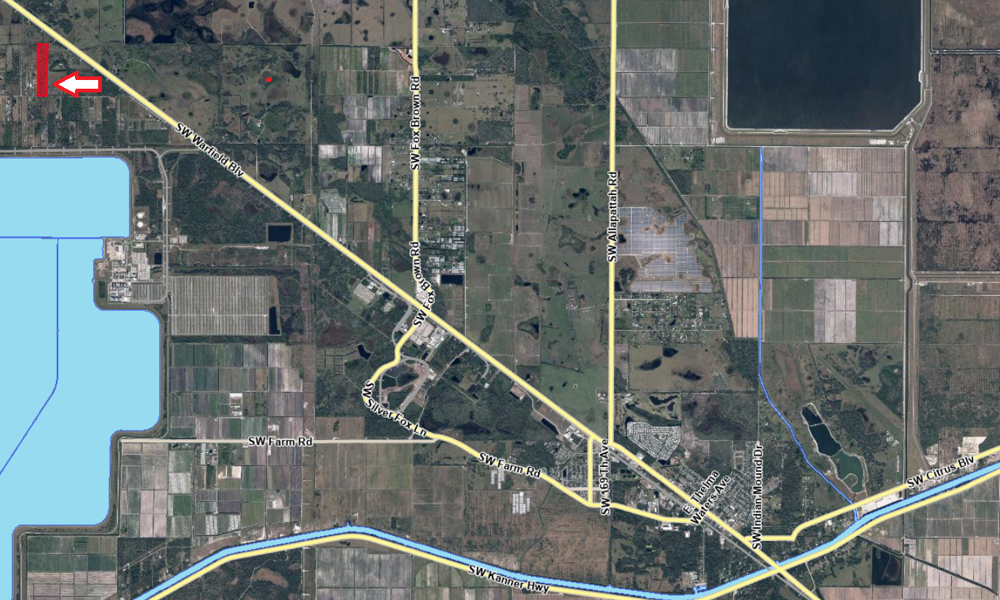 SW Fox Brown Rd
SW Warfield Blv
SW Allapattah Rd
SW Fox Brown Rd
SW Silver Fox Ln
SW Farm Rd
SW Farm Rd
SW 169 Th Ave
E. Thelma
Waters Ave
SW Indian Mound Dr
SW Citrus Blv
SW Kanner Hwy